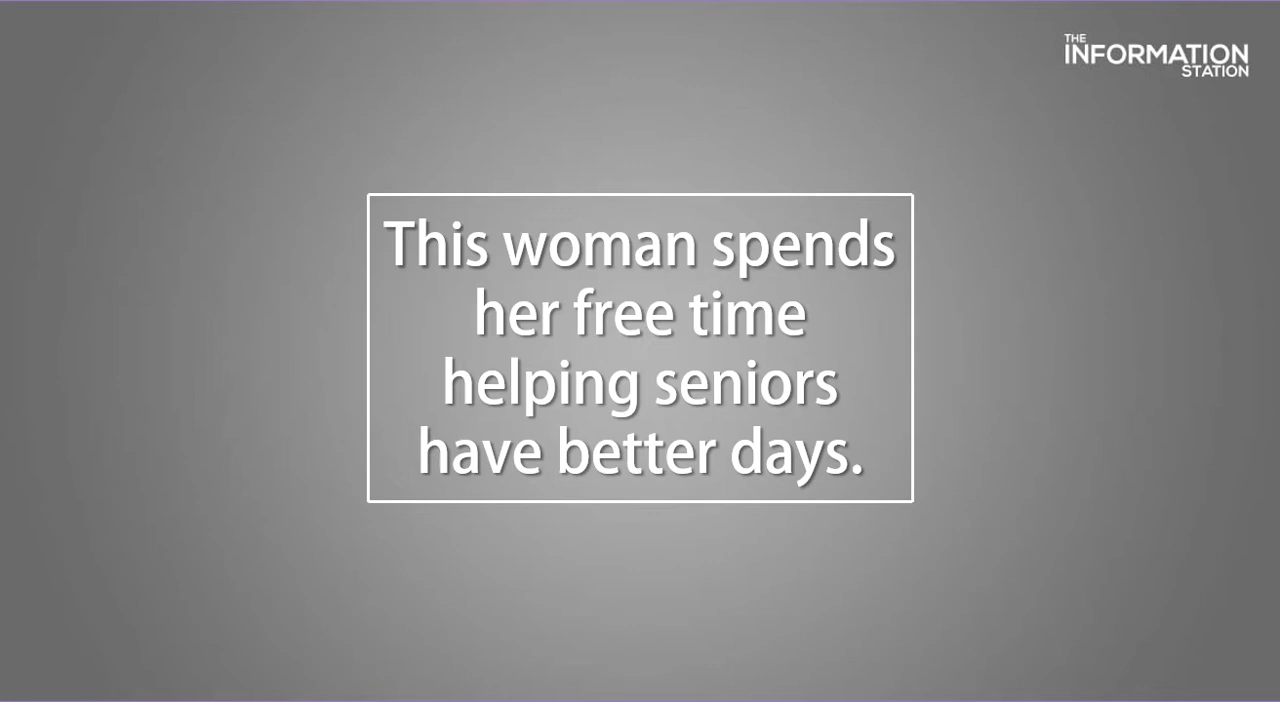 THE
INFORMATION
STATION
This woman spends
her free time
helping seniors
have better days.